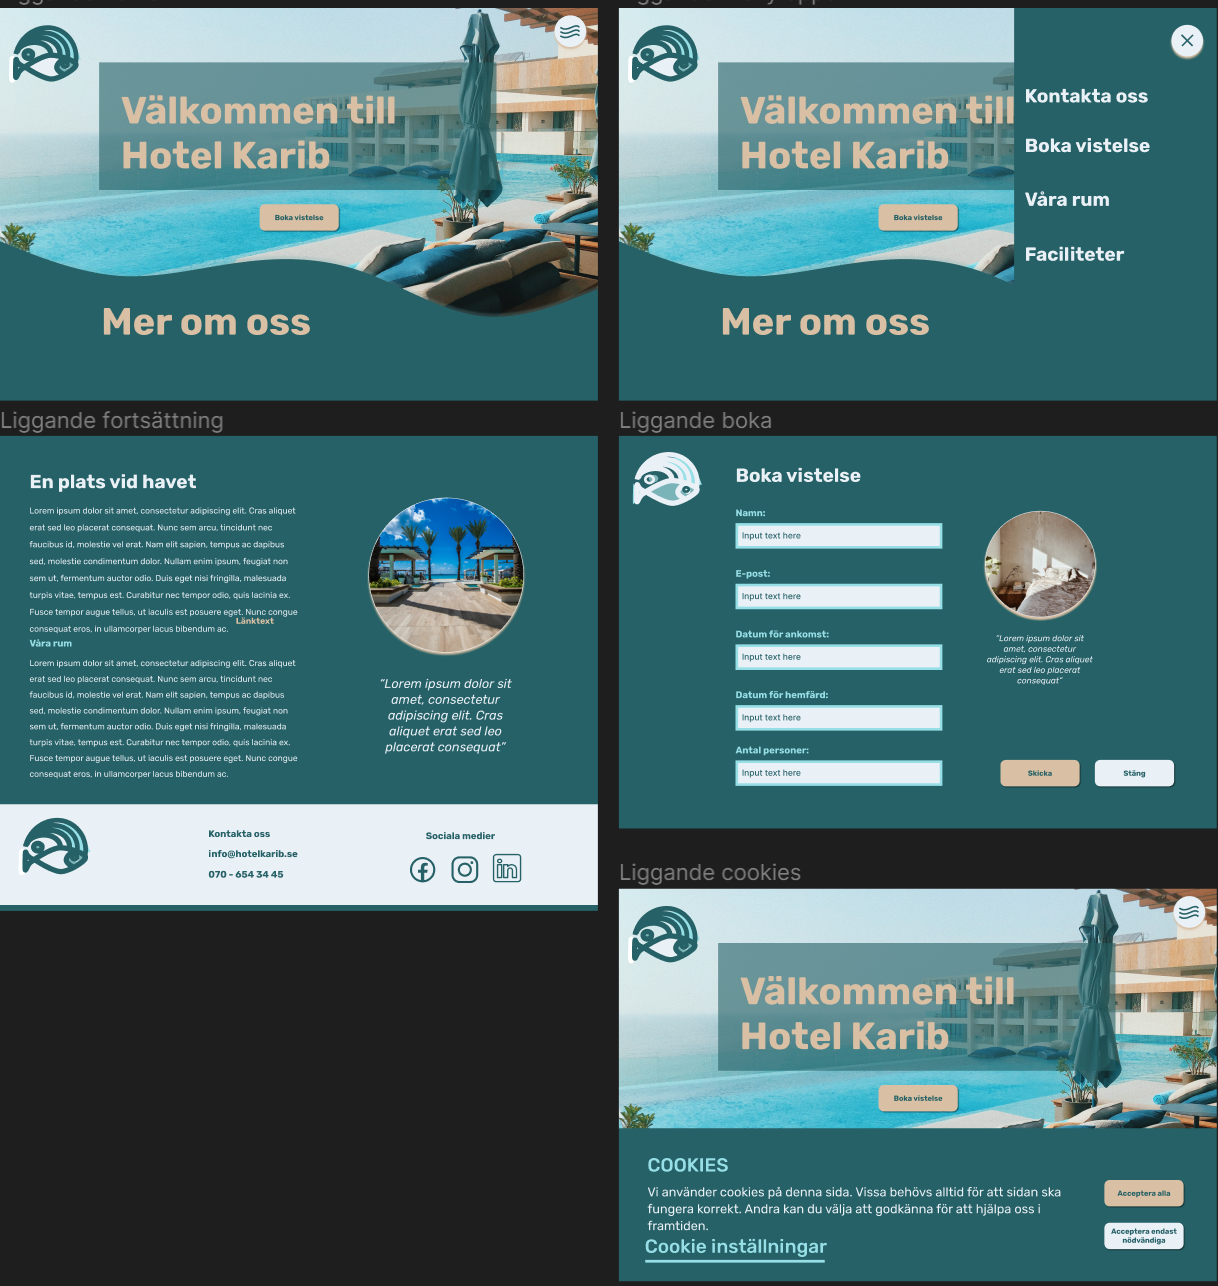 Välkommen till
Hotel Karib
Boka vistelse
Mer om oss
Välkommen till
Hotel Karib
Boka vistelse
Mer om oss
Kontakta oss
Boka vistelse
Våra rum
Faciliteter
Liggande fortsättning
En plats vid havet
Lorem ipsum dolor sit amet, consectetur adipiscing elit. Cras aliquet
erat sed leo placerat consequat. Nunc sem arcu, tincidunt nec
faucibus id, molestie vel erat. Nam elit sapien, tempus ac dapibus
sed, molestie condimentum dolor. Nullam enim ipsum, feugiat non
sem ut, fermentum auctor odio. Duis eget nisi fringilla, malesuada
turpis vitae, tempus est. Curabitur nec tempor odio, quis lacinia ex.
Fusce tempor augue tellus, ut iaculis est posuere eget. Nunc congue
consequat eros, in ullamcorper lacus bibendum ac.
Länktext
Våra rum
Lorem ipsum dolor sit amet, consectetur adipiscing elit. Cras aliquet
erat sed leo placerat consequat. Nunc sem arcu, tincidunt nec
faucibus id, molestie vel erat. Nam elit sapien, tempus ac dapibus
sed, molestie condimentum dolor. Nullam enim ipsum, feugiat non
sem ut, fermentum auctor odio. Duis eget nisi fringilla, malesuada
turpis vitae, tempus est. Curabitur nec tempor odio, quis lacinia ex.
Fusce tempor augue tellus, ut iaculis est posuere eget. Nunc congue
consequat eros, in ullamcorper lacus bibendum ac.
"Lorem ipsum dolor sit
amet, consectetur
adipiscing elit. Cras
aliquet erat sed leo
placerat consequat"
Kontakta oss
info@hotelkarib.se
070 - 654 34 45
Sociala medier
in
Liggande boka
Boka vistelse
Namn:
Input text here
E-post:
Input text here
Datum för ankomst:
Input text here
Datum för hemfärd:
Input text here
Antal personer:
Input text here
"Lorem ipsum dolor sit
amet, consectetur
adipiscing elit. Cras aliquet
erat sed leo placerat
consequat"
Skicka
Stäng
Liggande cookies
Välkommen till
Hotel Karib
Boka vistelse
COOKIES
Vi använder cookies på denna sida. Vissa behövs alltid för att sidan ska
fungera korrekt. Andra kan du välja att godkänna för att hjälpa oss i
framtiden.
Cookie inställningar
Acceptera alla
Acceptera endast
nödvändiga